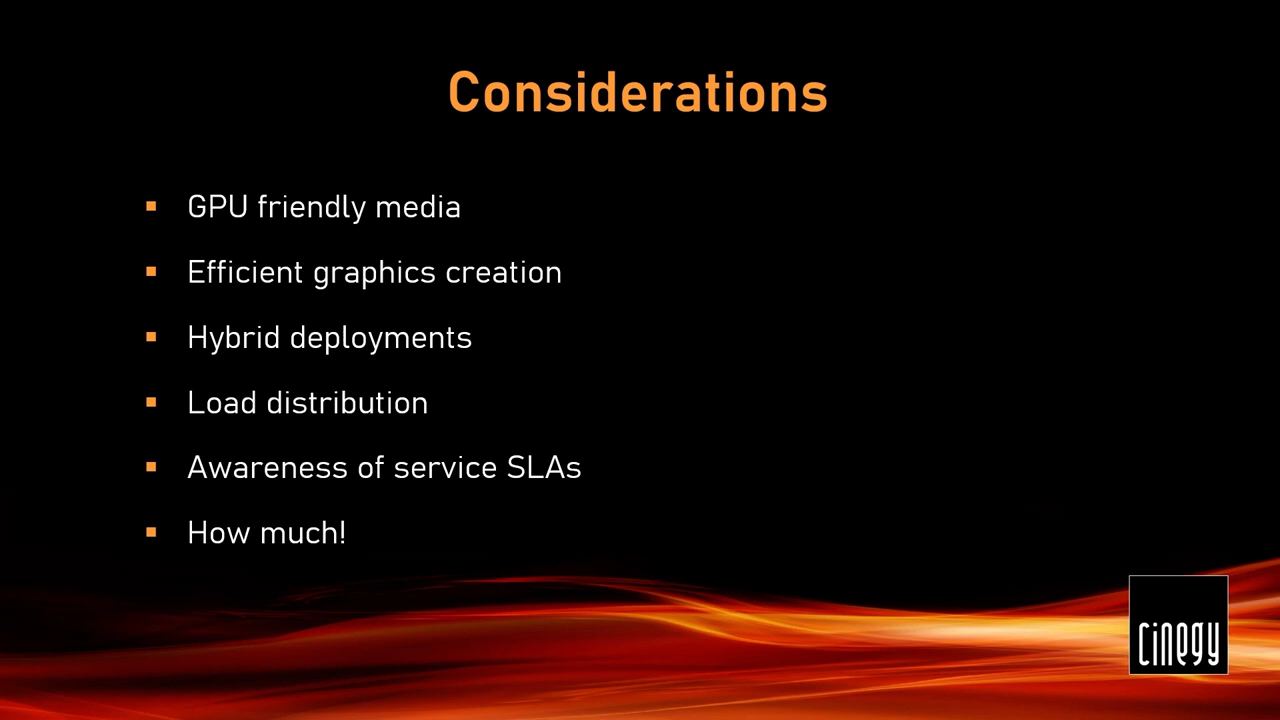 Considerations
GPU friendly media
Efficient graphics creation
Hybrid deployments
Load distribution
Awareness of service SLAs
How much!
cinegy